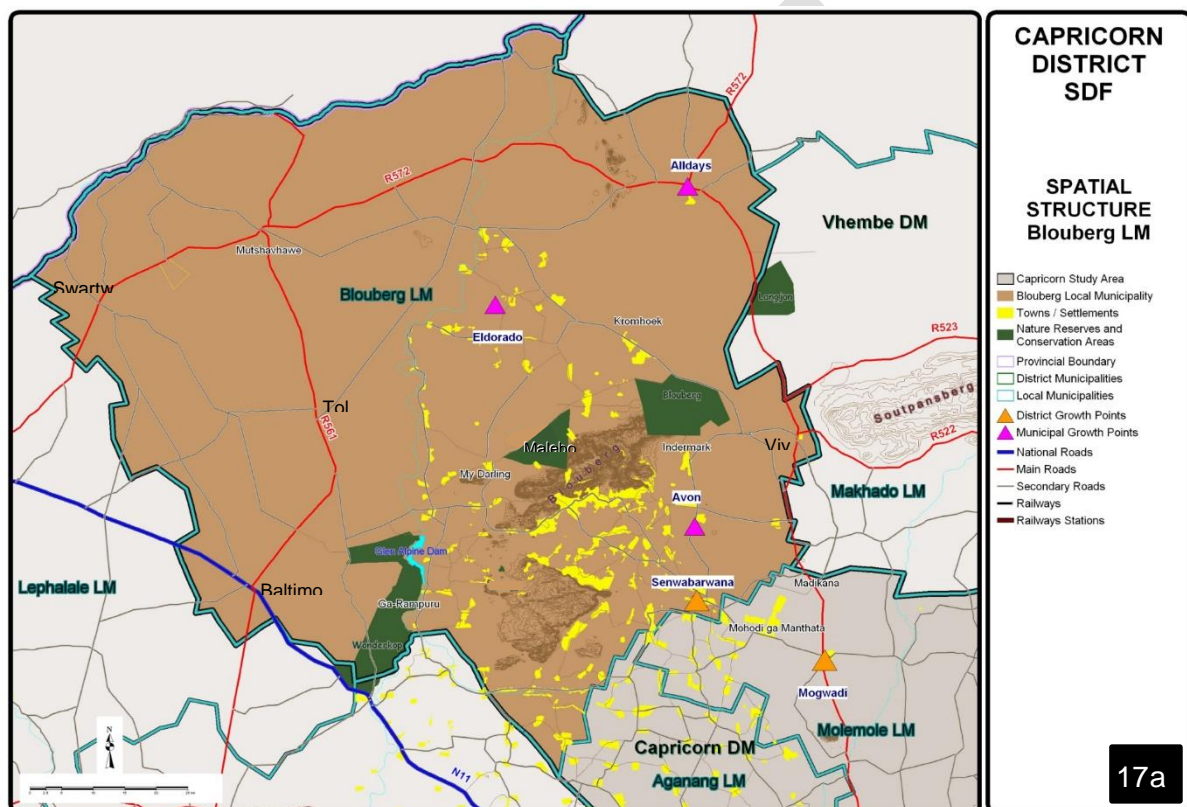 CAPRICORN
DISTRICT
SDF
SPATIAL
STRUCTURE
Blouberg LM
Capricorn Study Area
Blouberg Local Municipality
Towns / Settlements
Nature Reserves and
Conservation Areas
Provincial Boundary
District Municipalities
Local Municipalities
District Growth Points
Municipal Growth Points
National Roads
Main Roads
Secondary Roads
Railways
Railways Stations
R572
Alldays
R572
Vhembe DM
Mutshavhawe
Swartw
Blouberg LM
Eldorado
Kromhoek
R523
Soutpansberg
R522
Blouberg
Tol
R561
Malebo
Indermark
Viv
Blouberg
My Darling
Makhado LM
Avon
Glen Alpine Dam
Lephalale LM
Baltimo
Senwabarwana
Madikana
Ga-Rampuru
Mohodi ga Manthata
Wonderkop
Mogwadi
Molemole LM
Capricorn DM
Aganang LM
N11
N
17a